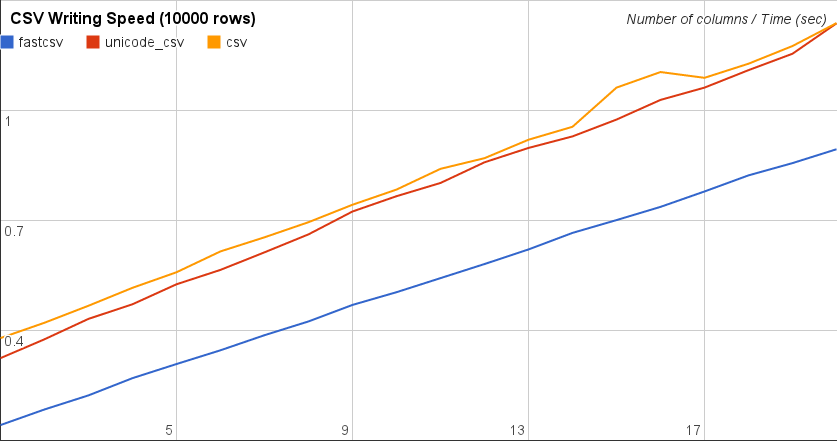 CSV Writing Speed (10000 rows)
Number of columns / Time (sec)
fastcsv unicode_csv csv
1
0.7
0.4
5 9 13 17